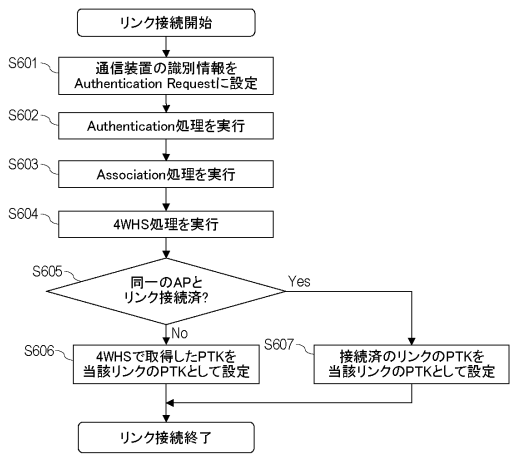 リンク接続開始
S601
通信装置の識別情報を
Authentication Requestに設定
S602
Authentication処理を実行
S603
Association処理を実行
S604
4WHS処理を実行
S605
同一のAPと
リンク接続済?
Yes
No
S606
4WHSで取得したPTKを
当該リンクのPTKとして設定
S607
接続済のリンクのPTKを
当該リンクのPTKとして設定
リンク接続終了